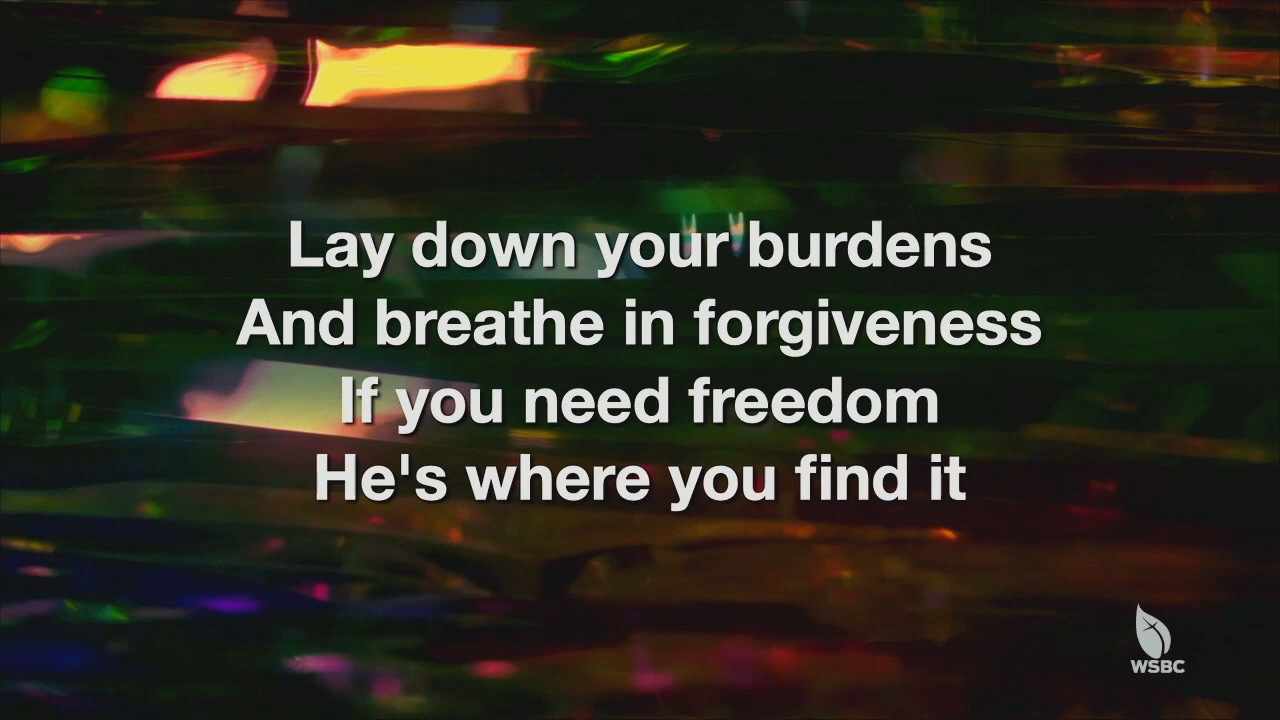 Lay down your burdens
And breathe in forgiveness
If you need freedom
He's where you find it
WSBC